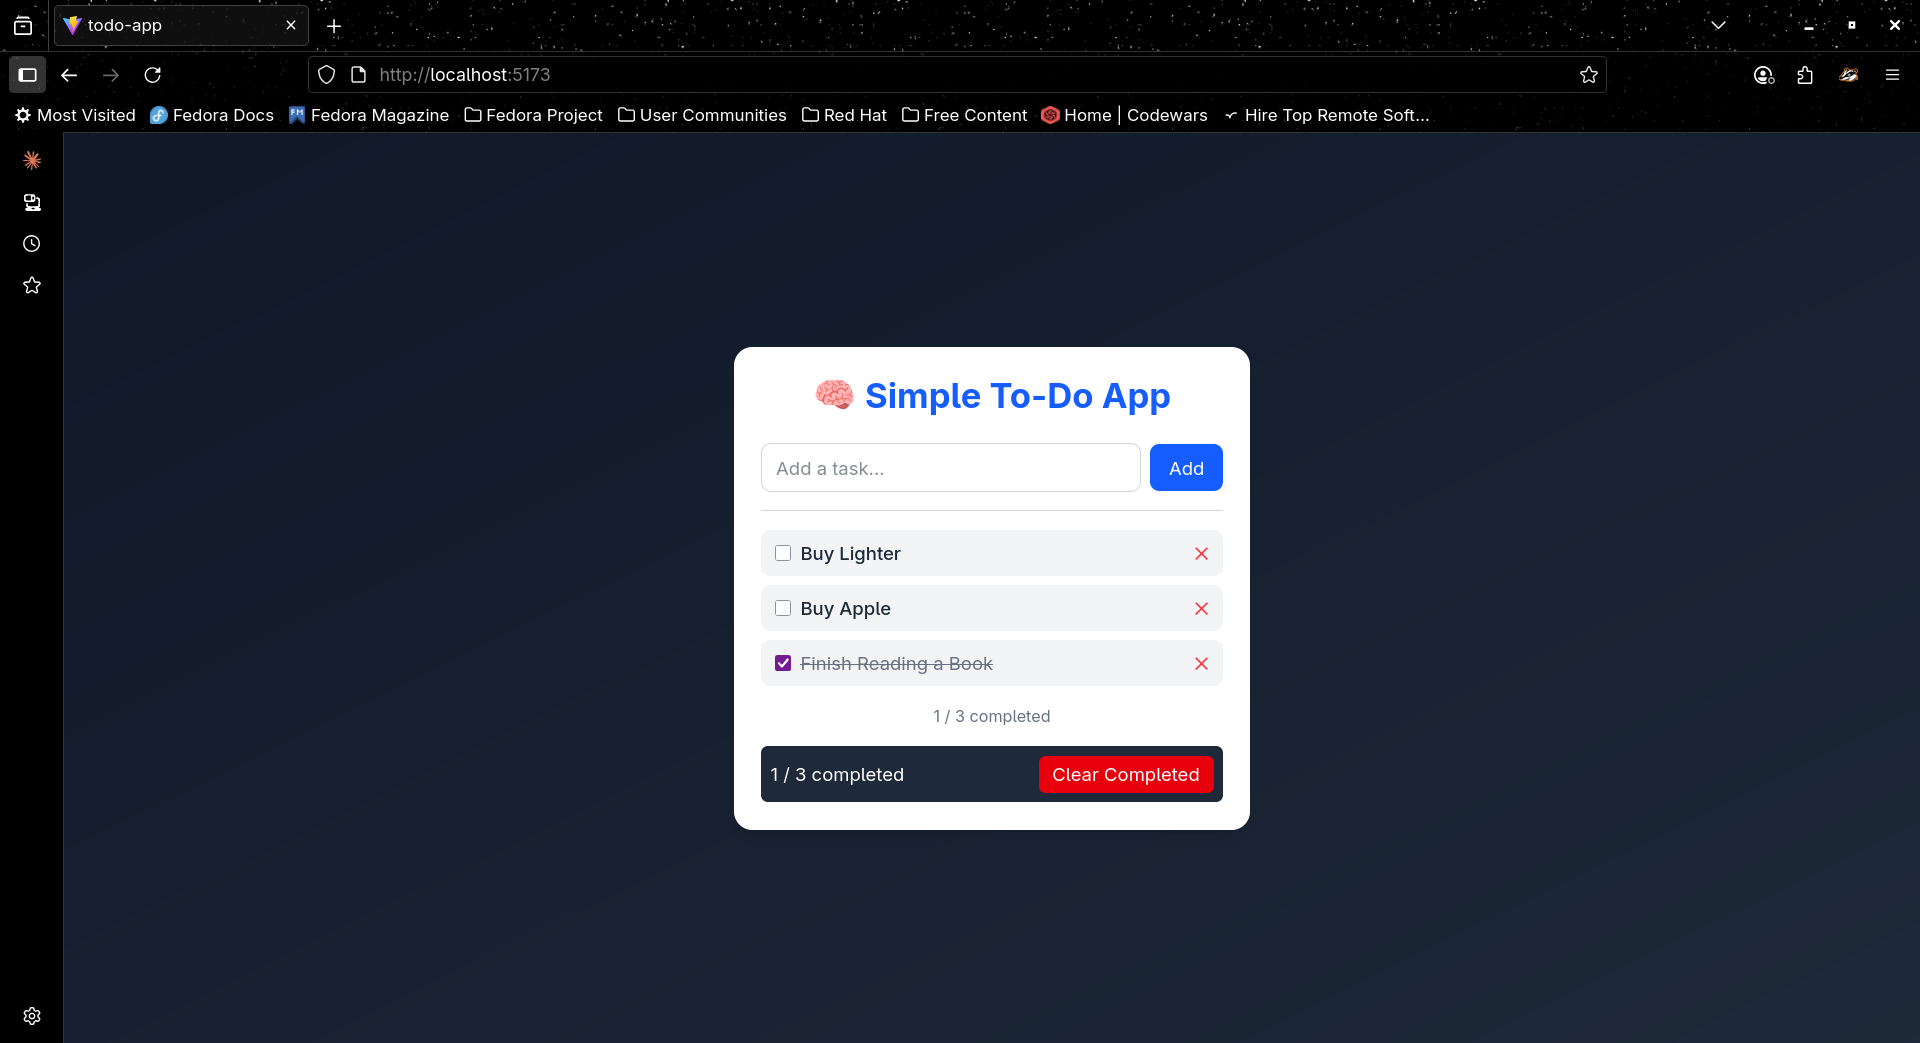 todo-app
http://localhost:5173
Most Visited Fedora Docs Fedora Magazine Fedora Project User Communities Red Hat Free Content Home | Codewars Hire Top Remote Soft...
🧠 Simple To-Do App
Add a task... Add
Buy Lighter
Buy Apple
Finish Reading a Book
1 / 3 completed
1 / 3 completed Clear Completed